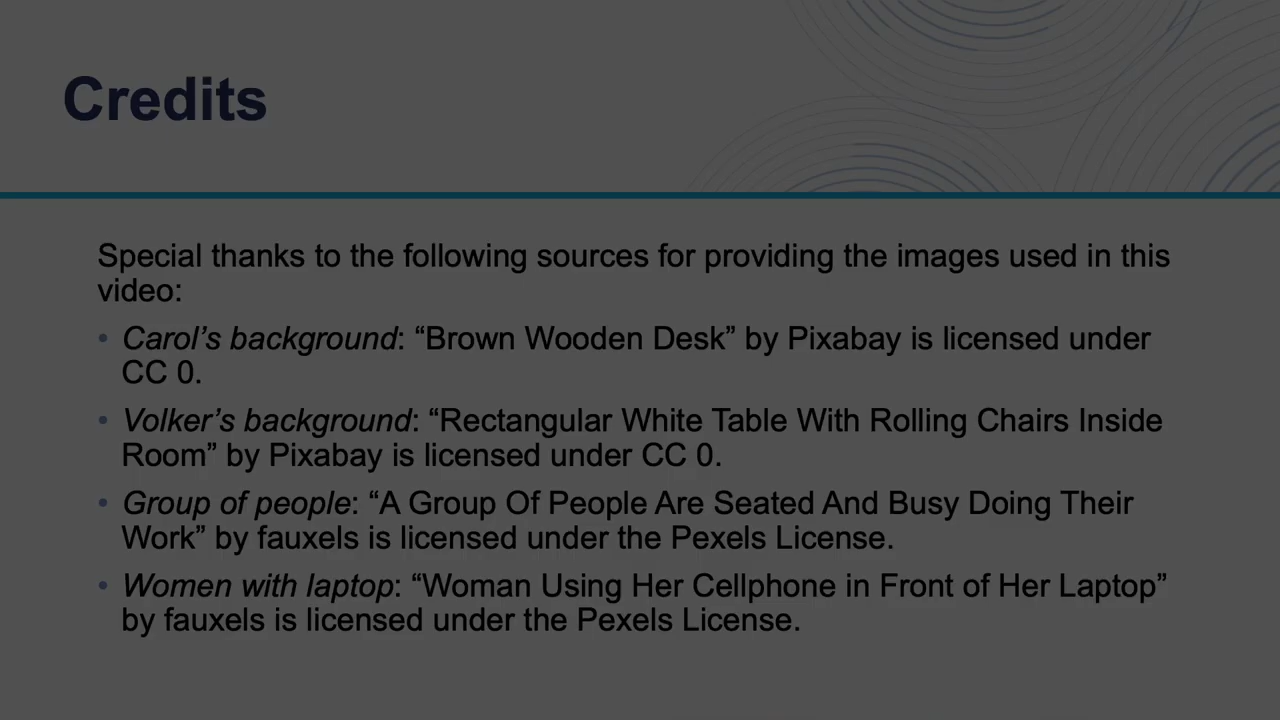 Credits
Special thanks to the following sources for providing the images used in this
video:
• Carol’s background: “Brown Wooden Desk” by Pixabay is licensed under
CC 0.
• Volker’s background: “Rectangular White Table With Rolling Chairs Inside
Room” by Pixabay is licensed under CC 0.
• Group of people: “A Group Of People Are Seated And Busy Doing Their
Work” by fauxels is licensed under the Pexels License.
• Women with laptop: “Woman Using Her Cellphone in Front of Her Laptop”
by fauxels is licensed under the Pexels License.